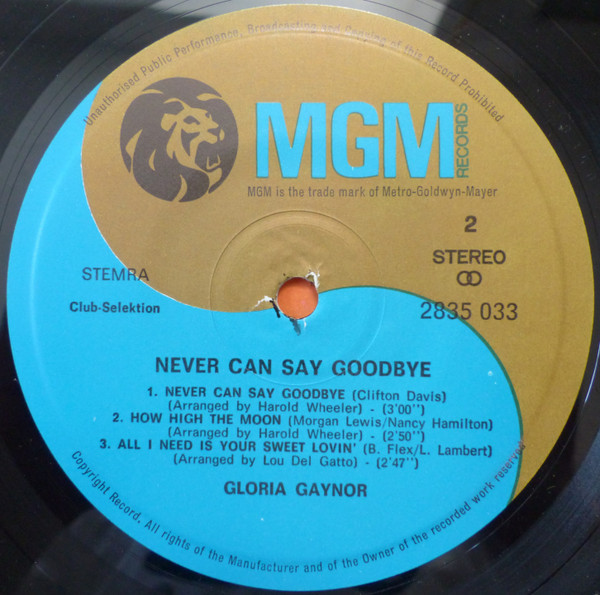 Unauthorised Public Performance, Broadcasting and Copying of this Record Prohibited
MGM
RECORDS
MGM is the trade mark of Metro-Goldwyn-Mayer
2
STEREO
STEMRA
Club-Selektion
2835 033
NEVER CAN SAY GOODBYE
1. NEVER CAN SAY GOODBYE (Clifton Davis)
(Arranged by Harold Wheeler) - (3'00'')
2. HOW HIGH THE MOON (Morgan Lewis/Nancy Hamilton)
(Arranged by Harold Wheeler) - (2'50'')
3. ALL I NEED IS YOUR SWEET LOVIN' (B. Flex/L. Lambert)
(Arranged by Lou Del Gatto) - (2'47'')
GLORIA GAYNOR
Copyright Record. All rights of the Manufacturer and of the Owner of the recorded work reserved